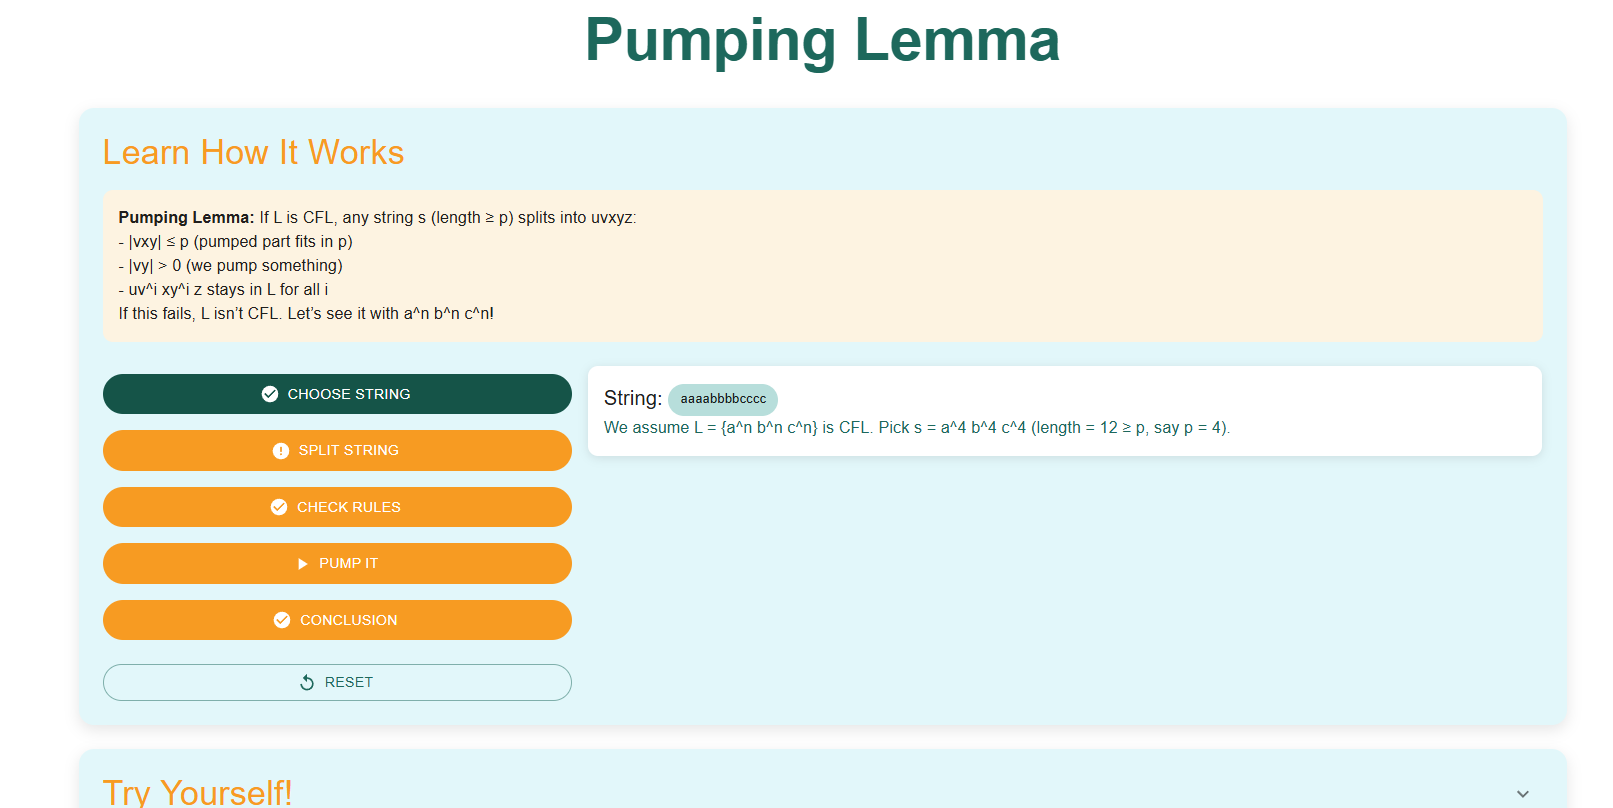 Pumping Lemma
Learn How It Works
Pumping Lemma: If L is CFL, any string s (length ≥ p) splits into uvxyz:
- |vxy| ≤ p (pumped part fits in p)
- |vy| > 0 (we pump something)
- uv^i xy^i z stays in L for all i
If this fails, L isn’t CFL. Let’s see it with a^n b^n c^n!
CHOOSE STRING
SPLIT STRING
CHECK RULES
PUMP IT
CONCLUSION
RESET
String: aaaabbbbcccc
We assume L = {a^n b^n c^n} is CFL. Pick s = a^4 b^4 c^4 (length = 12 ≥ p, say p = 4).
Try Yourself!